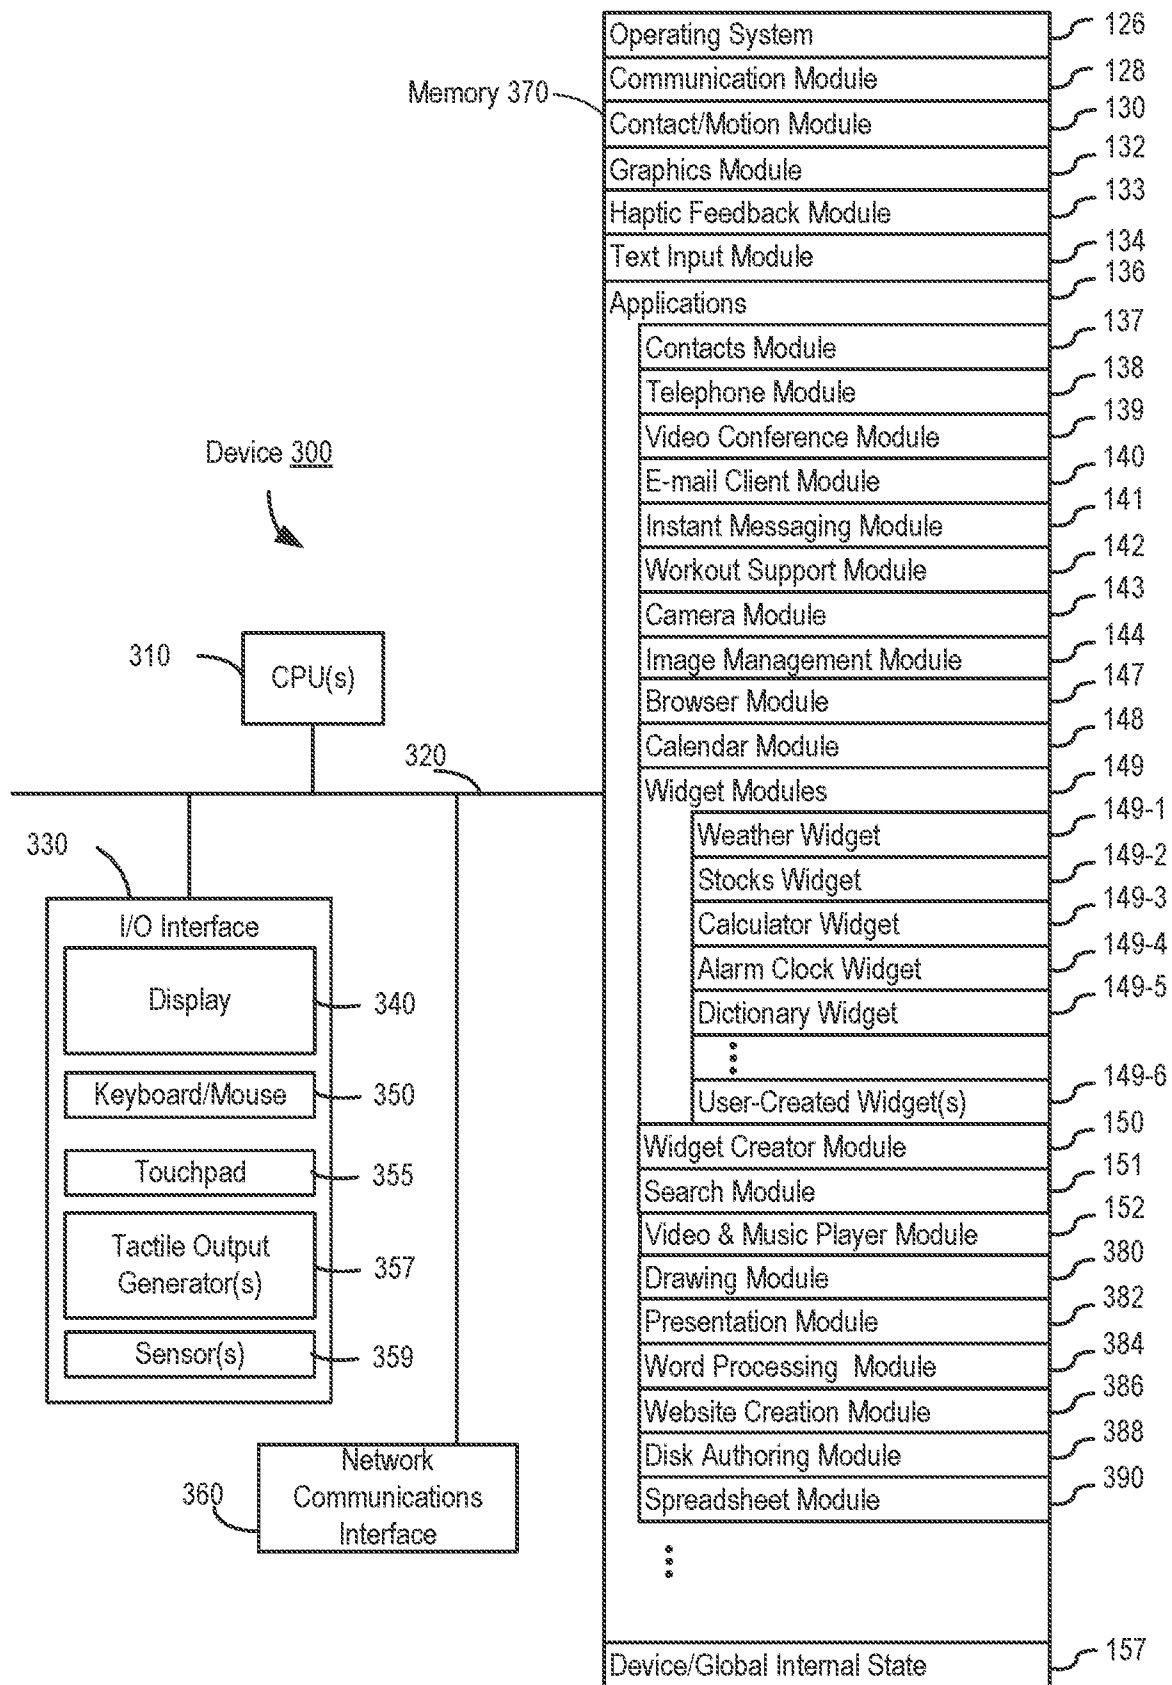 Operating System 126
Communication Module 128
Memory 370
Contact/Motion Module 130
Graphics Module 132
Haptic Feedback Module 133
Text Input Module 134
Applications 136
Contacts Module 137
Telephone Module 138
Video Conference Module 139
E-mail Client Module 140
Instant Messaging Module 141
Workout Support Module 142
Camera Module 143
Image Management Module 144
Browser Module 147
Calendar Module 148
Widget Modules 149
Weather Widget 149-1
Stocks Widget 149-2
Calculator Widget 149-3
Alarm Clock Widget 149-4
Dictionary Widget 149-5
User-Created Widget(s) 149-6
Widget Creator Module 150
Search Module 151
Video & Music Player Module 152
Drawing Module 380
Presentation Module 382
Word Processing Module 384
Website Creation Module 386
Disk Authoring Module 388
Spreadsheet Module 390
Device/Global Internal State 157
Device 300
310
CPU(s)
320
330
I/O Interface
Display 340
Keyboard/Mouse 350
Touchpad 355
Tactile Output
Generator(s) 357
Sensor(s) 359
360
Network
Communications
Interface